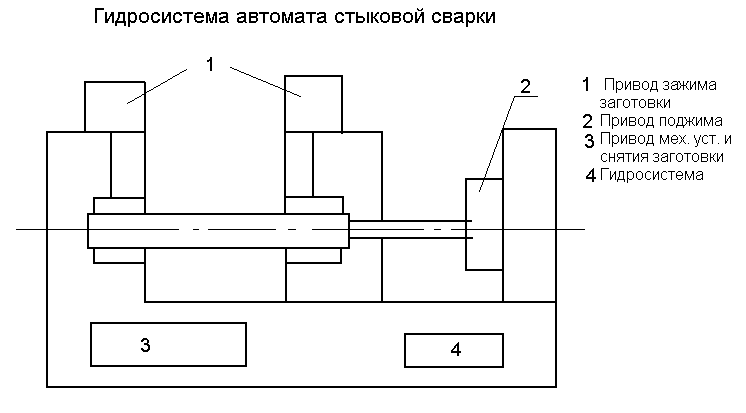 Гидросистема автомата стыковой сварки
1
2
1 Привод зажима
заготовки
2 Привод поджима
3 Привод мех. уст. и
снятия заготовки
4 Гидросистема
3
4